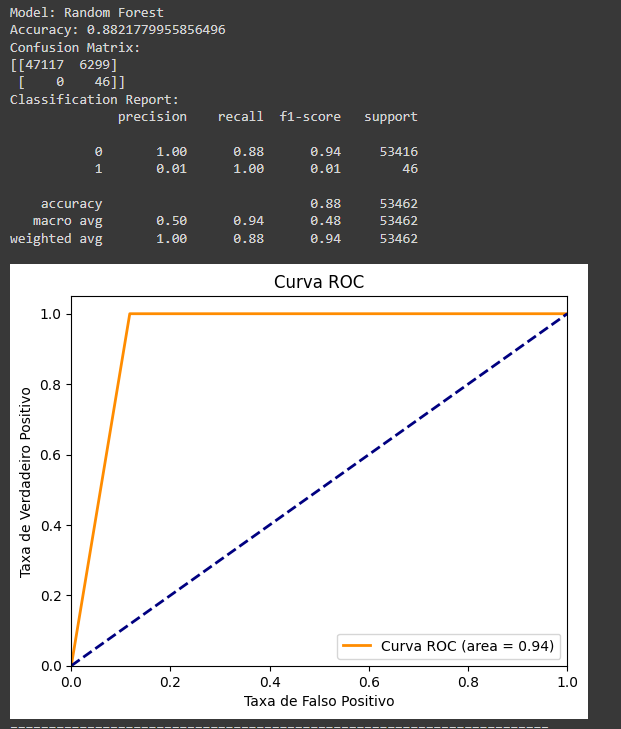 Model: Random Forest
Accuracy: 0.8821779955856496
Confusion Matrix:
[[47117  6299]
 [    0    46]]
Classification Report:
              precision    recall  f1-score   support

           0       1.00      0.88      0.94     53416
           1       0.01      1.00      0.01        46

    accuracy                           0.88     53462
   macro avg       0.50      0.94      0.48     53462
weighted avg       1.00      0.88      0.94     53462
Curva ROC
1.0
0.8
0.6
0.4
0.2
0.0
Taxa de Verdadeiro Positivo
Curva ROC (area = 0.94)
0.0 0.2 0.4 0.6 0.8 1.0
Taxa de Falso Positivo